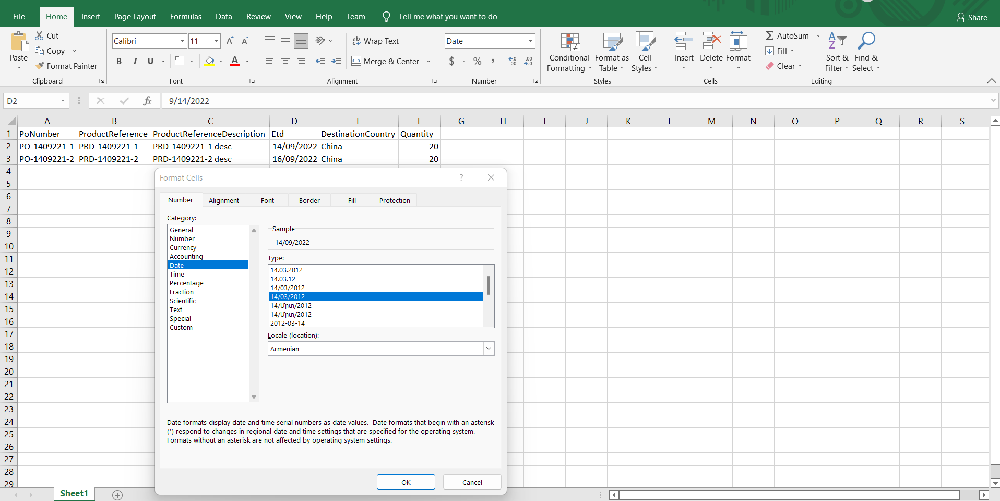 File Home Insert Page Layout Formulas Data Review View Help Team Tell me what you want to do Share
Paste Cut Copy Format Painter Clipboard
Calibri 11 A A B I U A Font
ab Wrap Text Merge & Center Alignment
Date $ % , .0 .00 .00 .0 Number
Conditional Formatting Format as Table Cell Styles Styles
Insert Delete Format Cells
AutoSum Fill Clear Sort & Filter Find & Select Editing
D2 fx 9/14/2022
A B C D E F G H I J K L M N O P Q R S
1 PoNumber ProductReference ProductReferenceDescription Etd DestinationCountry Quantity
2 PO-1409221-1 PRD-1409221-1 PRD-1409221-1 desc 14/09/2022 China 20
3 PO-1409221-2 PRD-1409221-2 PRD-1409221-2 desc 16/09/2022 China 20
4
5
6
7
8
9
10
11
12
13
14
15
16
17
18
19
20
21
22
23
24
25
26
27
28
29
Format Cells ?
Number Alignment Font Border Fill Protection
Category:
General
Number
Currency
Accounting
Date
Time
Percentage
Fraction
Scientific
Text
Special
Custom
Sample
14/09/2022
Type:
14.03.2012
14.03.12
14/03/2012
14/03/2012
14/Մրտ/2012
14/Մրտ/2012
2012-03-14
Locale (location):
Armenian
Date formats display date and time serial numbers as date values. Date formats that begin with an asterisk
(*) respond to changes in regional date and time settings that are specified for the operating system.
Formats without an asterisk are not affected by operating system settings.
OK Cancel
Sheet1